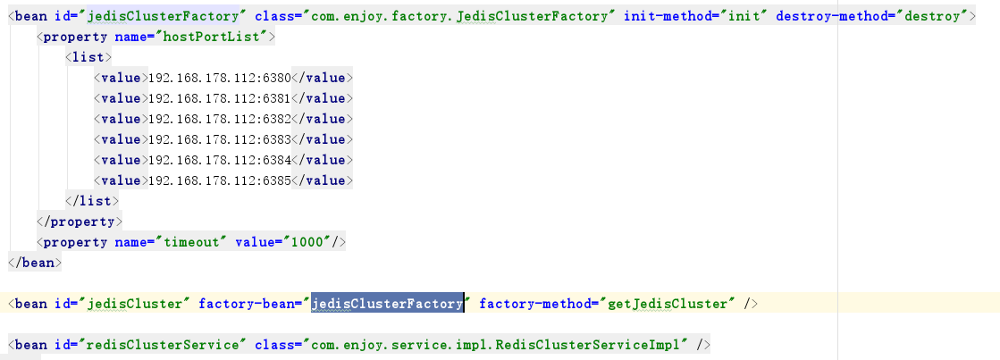 <bean id="jedisClusterFactory" class="com.enjoy.factory.JedisClusterFactory" init-method="init" destroy-method="destroy">
<property name="hostPortList">
<list>
<value>192.168.178.112:6380</value>
<value>192.168.178.112:6381</value>
<value>192.168.178.112:6382</value>
<value>192.168.178.112:6383</value>
<value>192.168.178.112:6384</value>
<value>192.168.178.112:6385</value>
</list>
</property>
<property name="timeout" value="1000"/>
</bean>
<bean id="jedisCluster" factory-bean="jedisClusterFactory" factory-method="getJedisCluster" />
<bean id="redisClusterService" class="com.enjoy.service.impl.RedisClusterServiceImpl" />